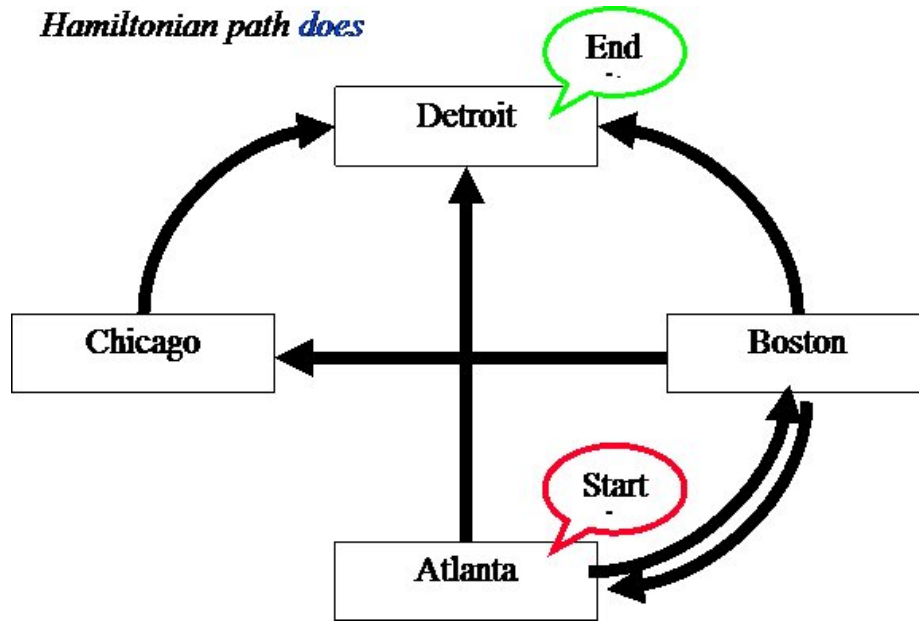 Hamiltonian path does
End
Detroit
Chicago
Boston
Start
Atlanta